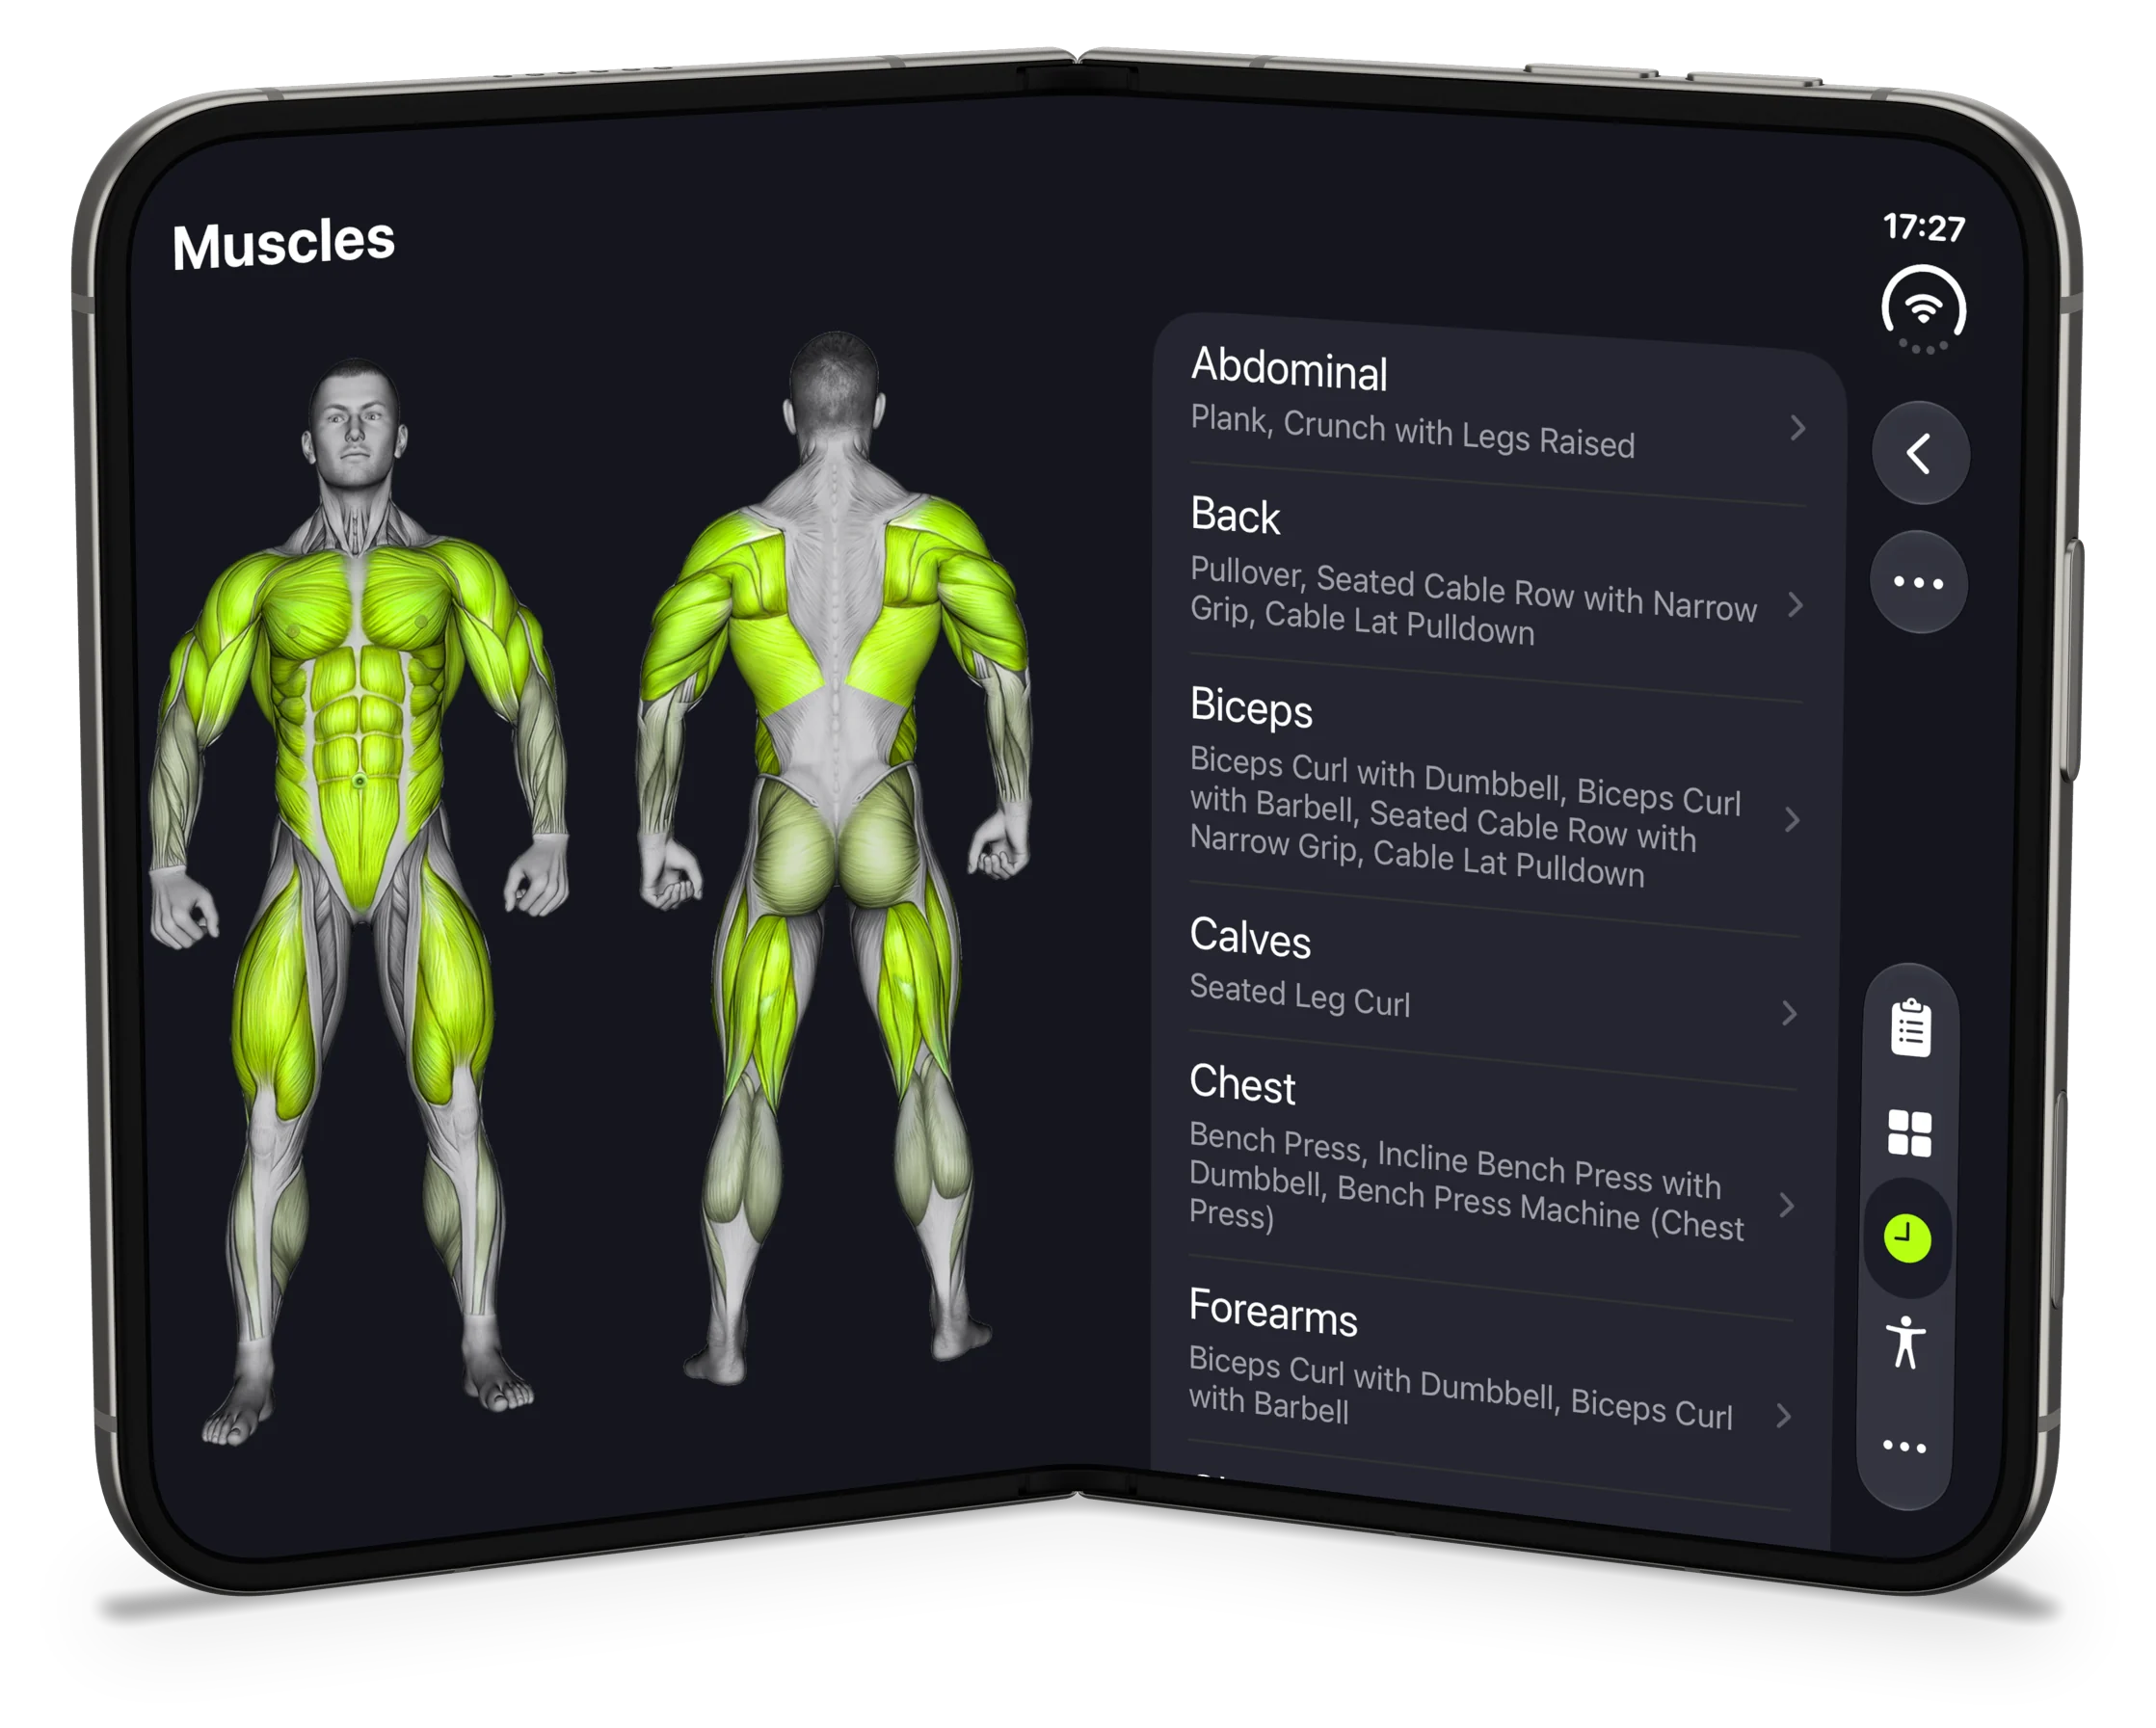 Muscles
17:27
Abdominal
Plank, Crunch with Legs Raised
Back
Pullover, Seated Cable Row with Narrow
Grip, Cable Lat Pulldown
Biceps
Biceps Curl with Dumbbell, Biceps Curl
with Barbell, Seated Cable Row with
Narrow Grip, Cable Lat Pulldown
Calves
Seated Leg Curl
Chest
Bench Press, Incline Bench Press with
Dumbbell, Bench Press Machine (Chest
Press)
Forearms
Biceps Curl with Dumbbell, Biceps Curl
with Barbell